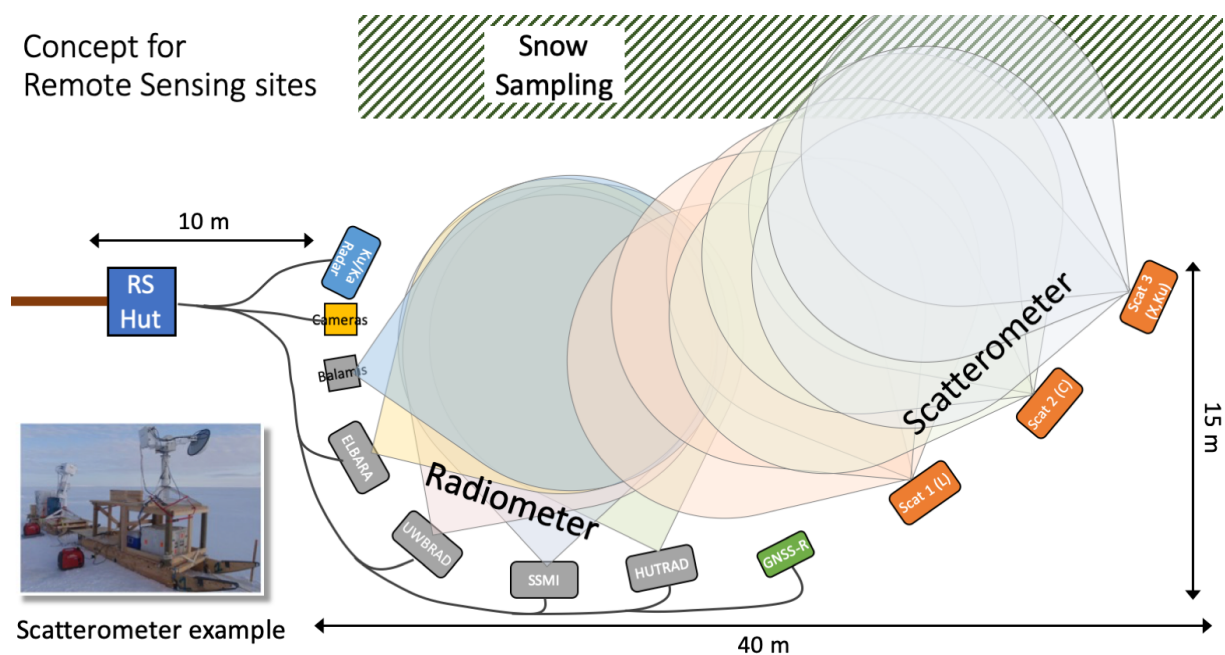 Concept for
Remote Sensing sites
Snow
Sampling
10 m
RS
Hut
Ku/Ka
Radar
Cameras
Balamis
ELBARA
UWBRAD
SSMI
HUTRAD
GNSS-R
Radiometer
Scatterometer
Scat 1 (L)
Scat 2 (C)
Scat 3
(X,Ku)
15 m
40 m
Scatterometer example